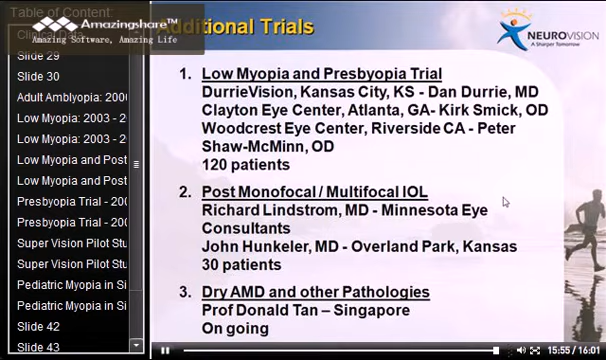 Table of Content:
Amazingshare™
Amazing Software, Amazing Life
Clinical Data
Slide 29
Slide 30
Adult Amblyopia: 200
Low Myopia: 2003 - 2
Low Myopia: 2003 - 2
Low Myopia and Post
Low Myopia and Post
Presbyopia Trial - 200
Presbyopia Trial - 200
Super Vision Pilot Stu
Super Vision Pilot Stu
Pediatric Myopia in Si
Pediatric Myopia in Si
Slide 42
Slide 43
Additional Trials
NEUROVISION
A Sharper Tomorrow
1. Low Myopia and Presbyopia Trial
DurrieVision, Kansas City, KS - Dan Durrie, MD
Clayton Eye Center, Atlanta, GA- Kirk Smick, OD
Woodcrest Eye Center, Riverside CA - Peter
Shaw-McMinn, OD
120 patients
2. Post Monofocal / Multifocal IOL
Richard Lindstrom, MD - Minnesota Eye
Consultants
John Hunkeler, MD - Overland Park, Kansas
30 patients
3. Dry AMD and other Pathologies
Prof Donald Tan – Singapore
On going
15:55 / 16:01